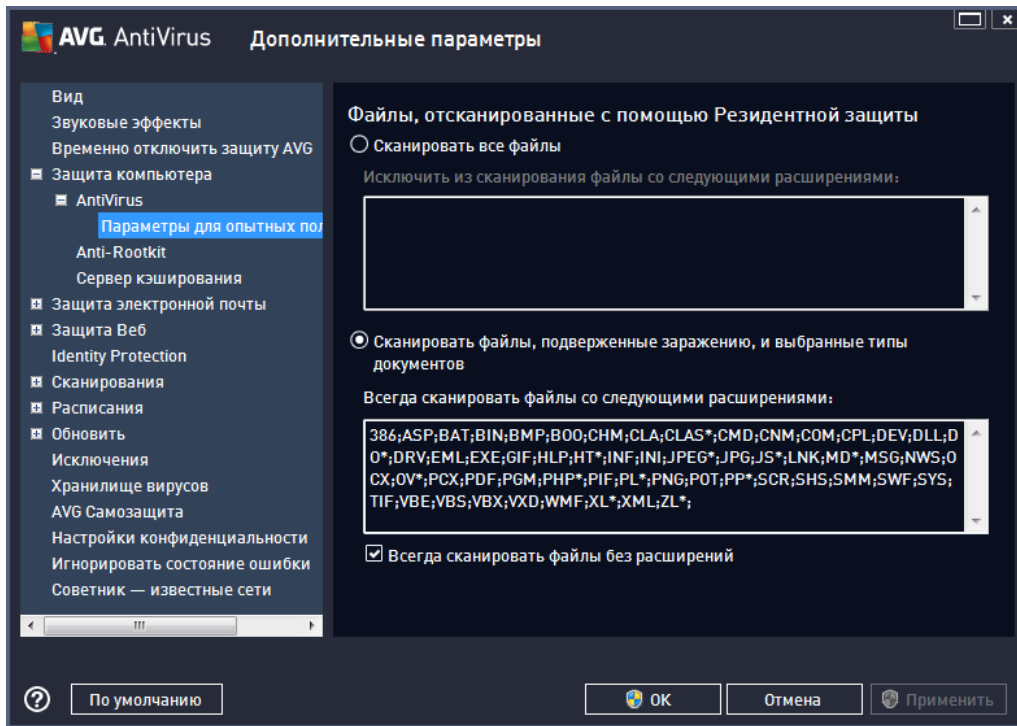 AVG AntiVirus Дополнительные параметры
Вид
Звуковые эффекты
Временно отключить защиту AVG
Защита компьютера
AntiVirus
Параметры для опытных пол
Anti-Rootkit
Сервер кэширования
Защита электронной почты
Защита Веб
Identity Protection
Сканирования
Расписания
Обновить
Исключения
Хранилище вирусов
AVG Самозащита
Настройки конфиденциальности
Игнорировать состояние ошибки
Советник — известные сети
Файлы, отсканированные с помощью Резидентной защиты
Сканировать все файлы
Исключить из сканирования файлы со следующими расширениями:
Сканировать файлы, подверженные заражению, и выбранные типы
документов
Всегда сканировать файлы со следующими расширениями:
386;ASP;BAT;BIN;BMP;BOO;CHM;CLA;CLAS*;CMD;CNM;COM;CPL;DEV;DLL;D
O*;DRV;EML;EXE;GIF;HLP;HT*;INF;INI;JPEG*;JPG;JS*;LNK;MD*;MSG;NWS;O
CX;OV*;PCX;PDF;PGM;PHP*;PIF;PL*;PNG;POT;PP*;SCR;SHS;SMM;SWF;SYS;
TIF;VBE;VBS;VBX;VXD;WMF;XL*;XML;ZL*;
Всегда сканировать файлы без расширений
По умолчанию
OK
Отмена
Применить